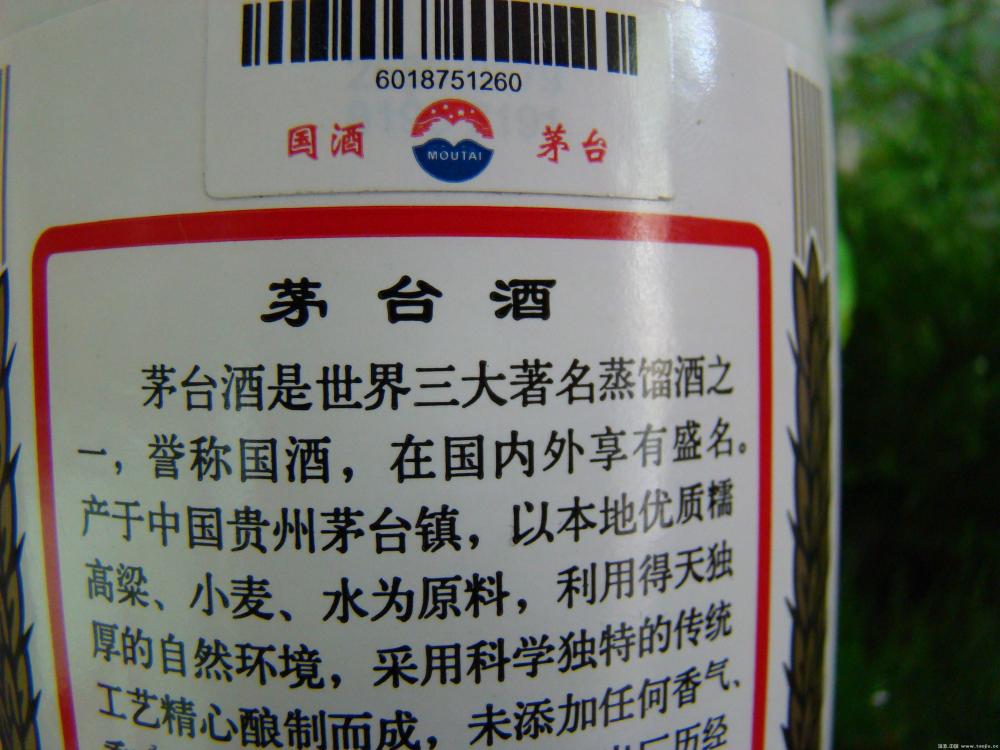 6018751260
国酒 MOUTAI 茅台
茅台酒
茅台酒是世界三大著名蒸馏酒之
一，誉称国酒，在国内外享有盛名。
产于中国贵州茅台镇，以本地优质糯
高粱、小麦、水为原料，利用得天独
厚的自然环境，采用科学独特的传统
工艺精心酿制而成，未添加任何香气、
厂历经